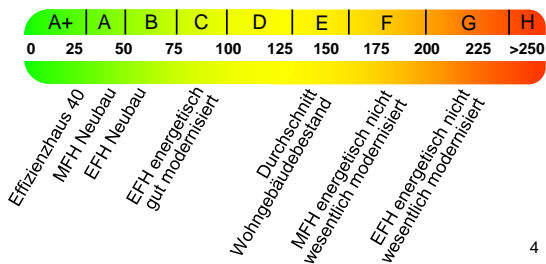 A+ A B C D E F G H
0 25 50 75 100 125 150 175 200 225 >250
Effizienzhaus 40
MFH Neubau
EFH Neubau
EFH energetisch
gut modernisiert
Durchschnitt
Wohngebäudebestand
MFH energetisch nicht
wesentlich modernisiert
EFH energetisch nicht
wesentlich modernisiert
4